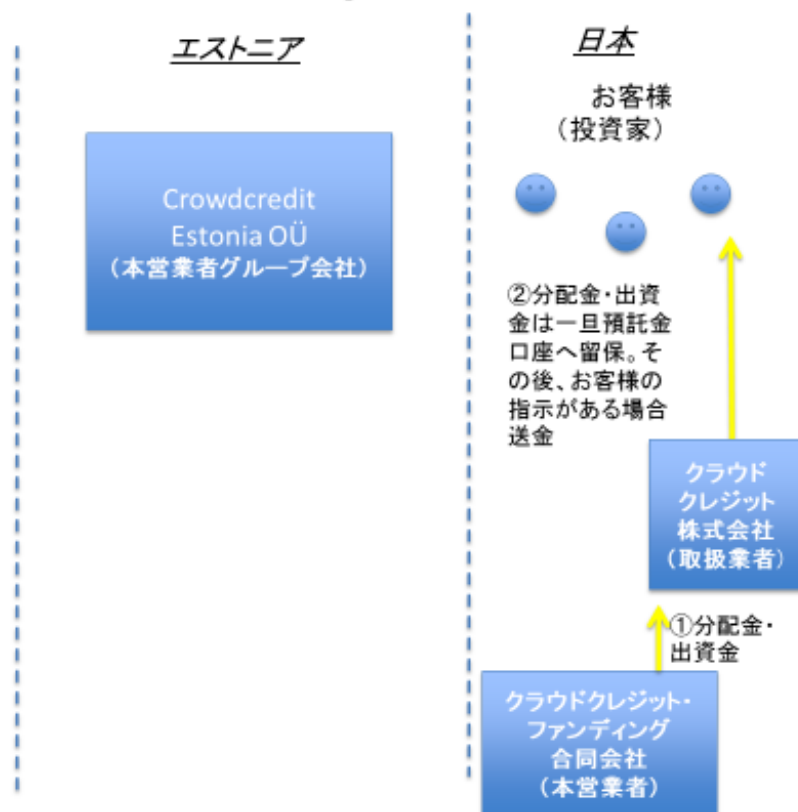 エストニア
日本
お客様
（投資家）
Crowdcredit
Estonia OÜ
（本営業者グループ会社）
②分配金・出資
金は一旦預託金
口座へ留保。そ
の後、お客様の
指示がある場合
送金
クラウド
クレジット
株式会社
（取扱業者）
①分配金・
出資金
クラウドクレジット・
ファンディング
合同会社
（本営業者）